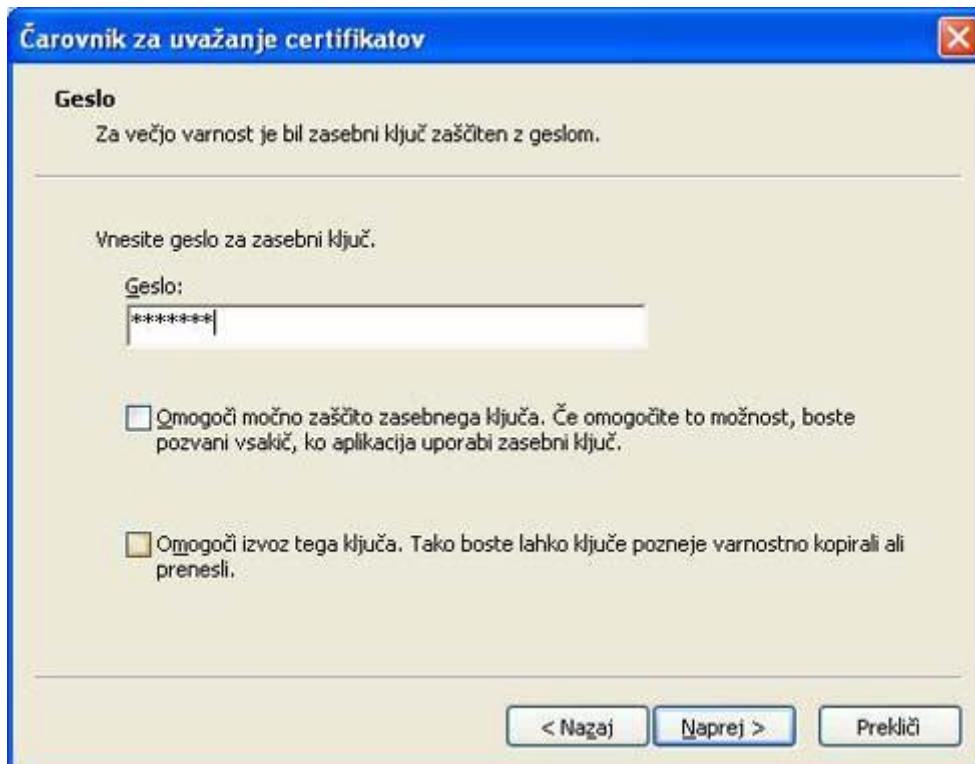 Čarovnik za uvažanje certifikatov
Geslo
Za večjo varnost je bil zasebni ključ zaščiten z geslom.
Vnesite geslo za zasebni ključ.
Geslo:
*******
Omogoči močno zaščito zasebnega ključa. Če omogočite to možnost, boste
pozvani vsakič, ko aplikacija uporabi zasebni ključ.
Omogoči izvoz tega ključa. Tako boste lahko ključe pozneje varnostno kopirali ali
prenesli.
< Nazaj Naprej > Prekliči